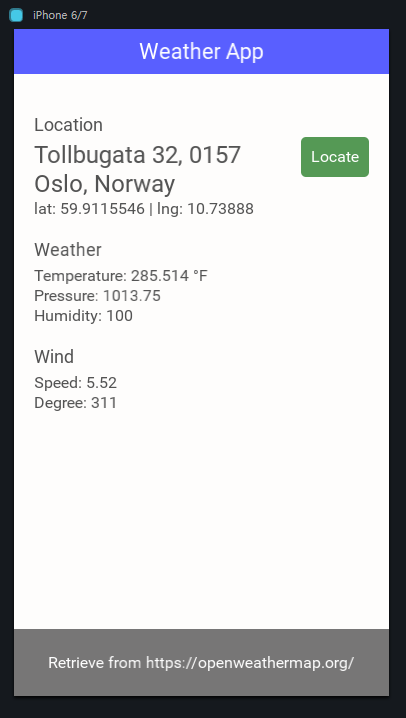 iPhone 6/7
Weather App
Location
Tollbugata 32, 0157
Oslo, Norway
Locate
lat: 59.9115546 | lng: 10.73888
Weather
Temperature: 285.514 °F
Pressure: 1013.75
Humidity: 100
Wind
Speed: 5.52
Degree: 311
Retrieve from https://openweathermap.org/